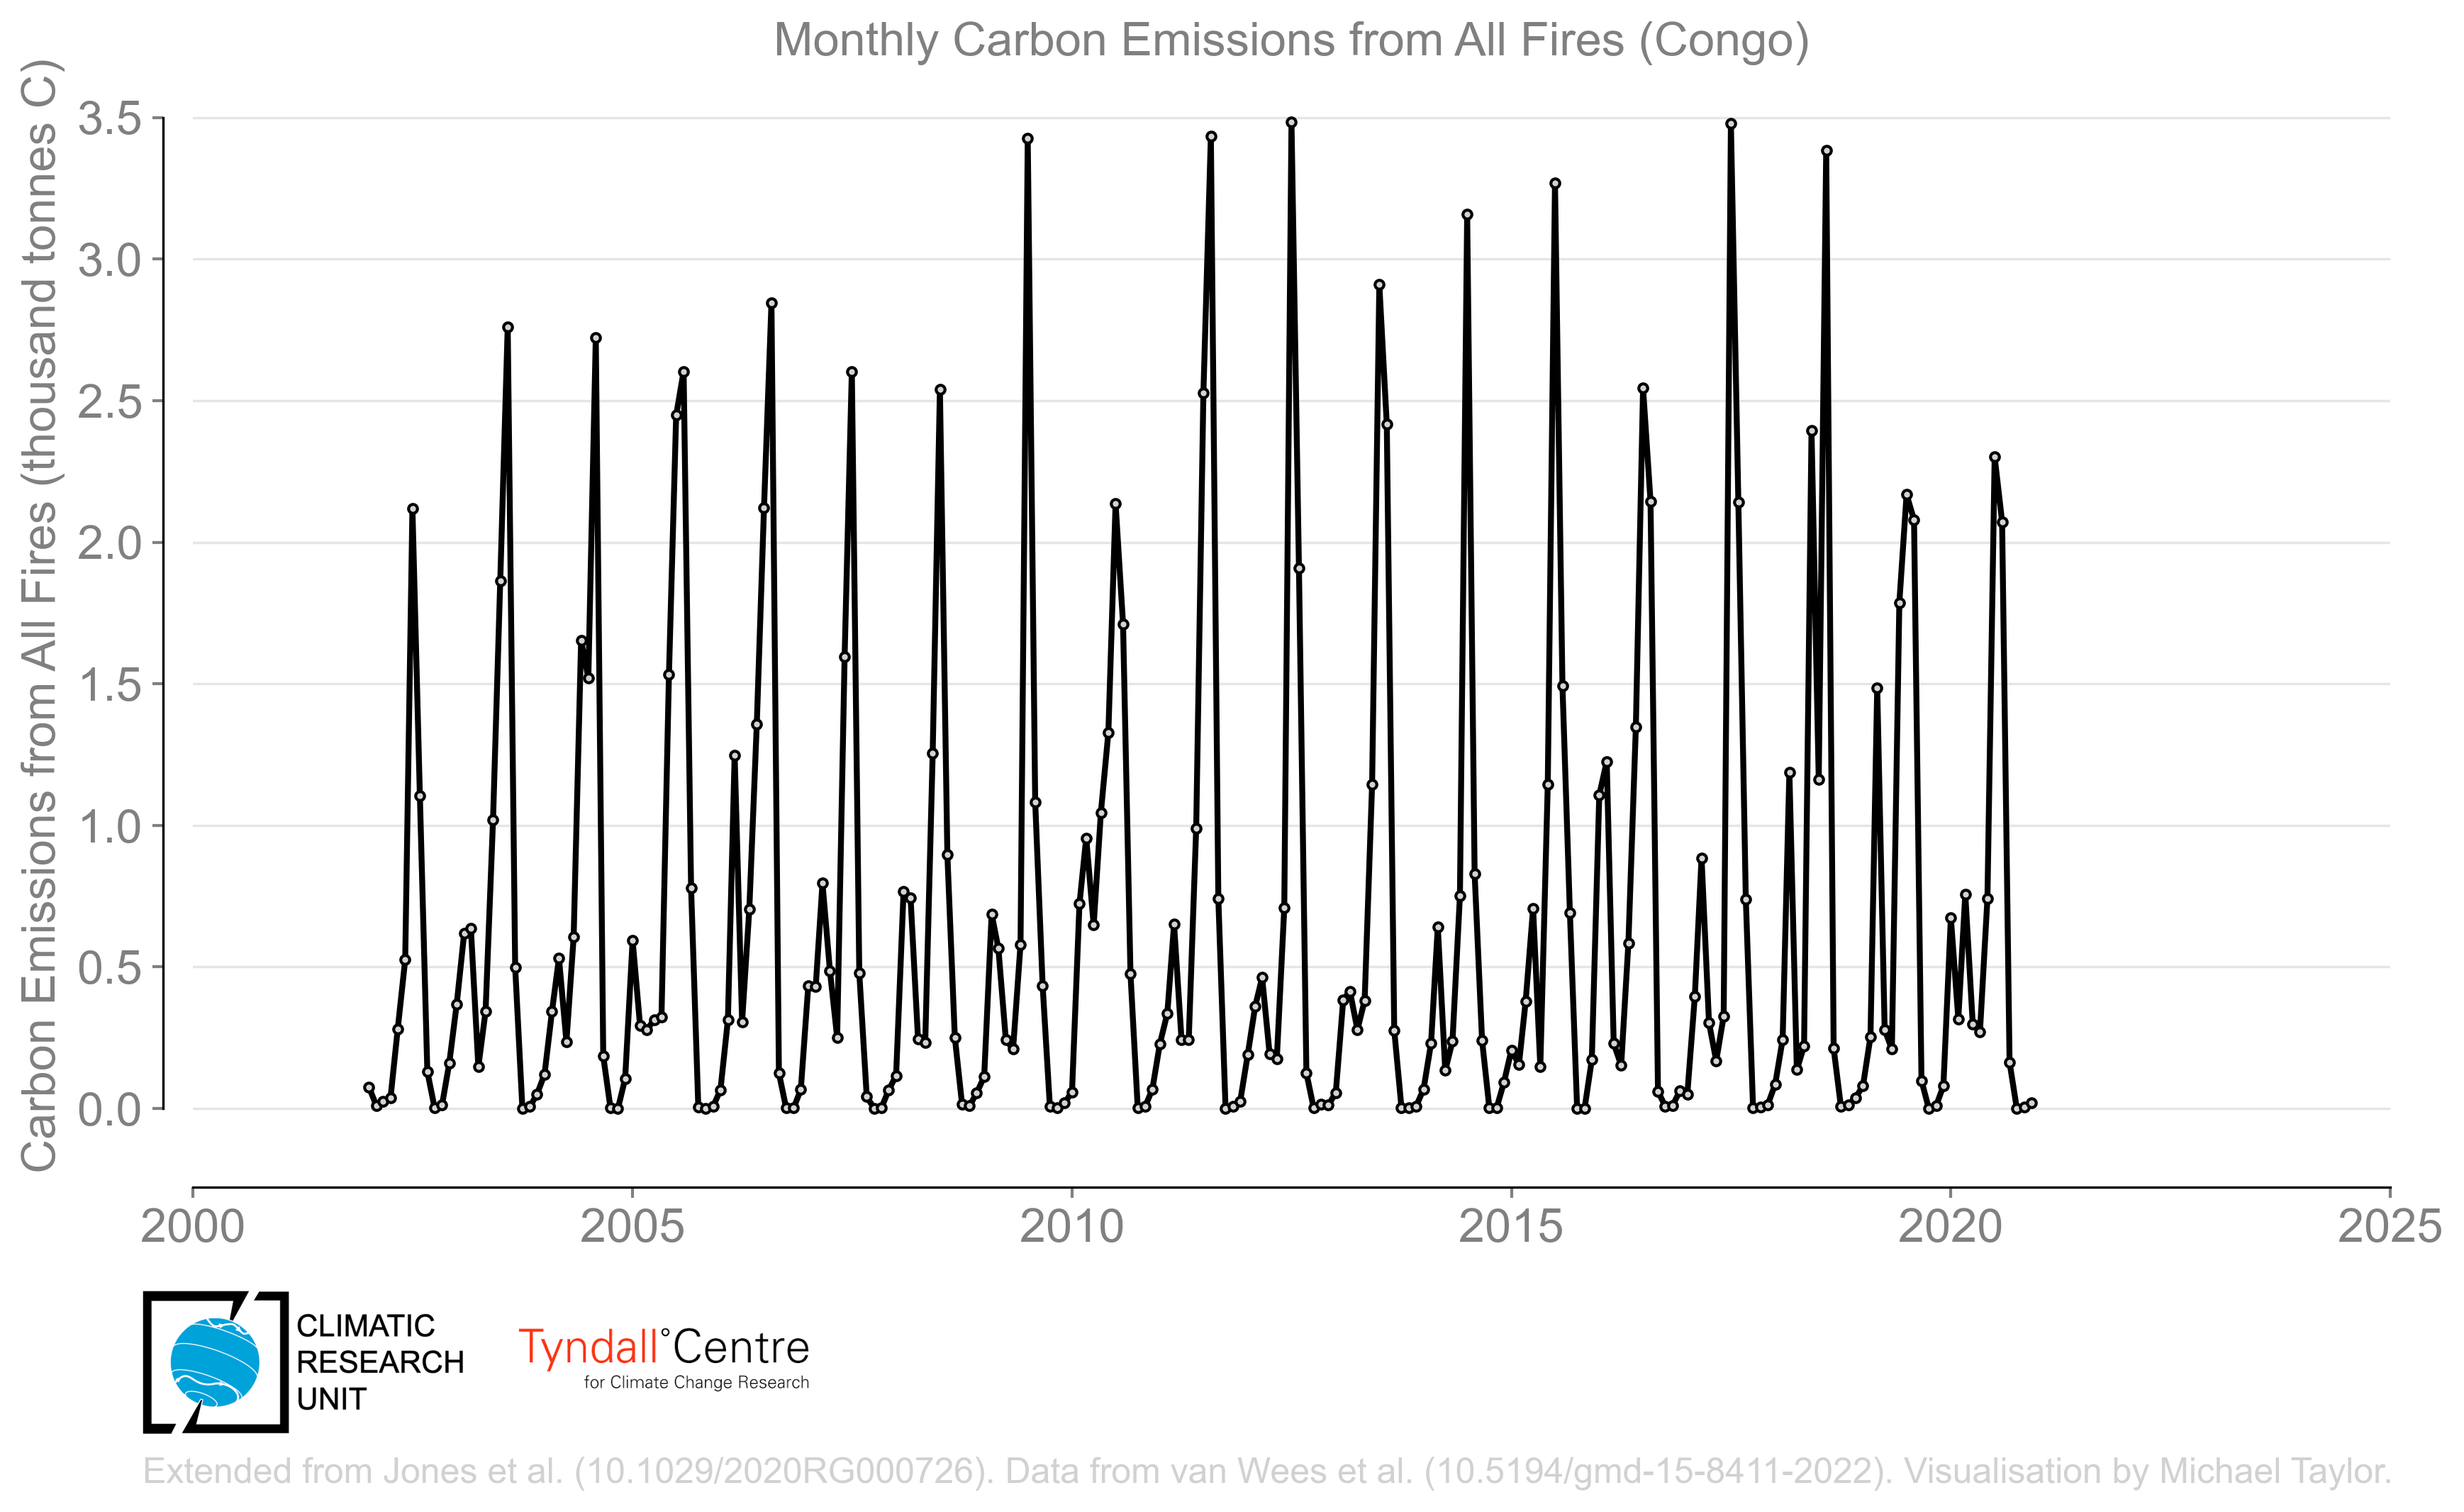 Monthly Carbon Emissions from All Fires (Congo)
Carbon Emissions from All Fires (thousand tonnes C)
3.5
3.0
2.5
2.0
1.5
1.0
0.5
0.0
2000 2005 2010 2015 2020 2025
CLIMATIC
RESEARCH
UNIT
Tyndall°Centre
for Climate Change Research
Extended from Jones et al. (10.1029/2020RG000726). Data from van Wees et al. (10.5194/gmd-15-8411-2022). Visualisation by Michael Taylor.